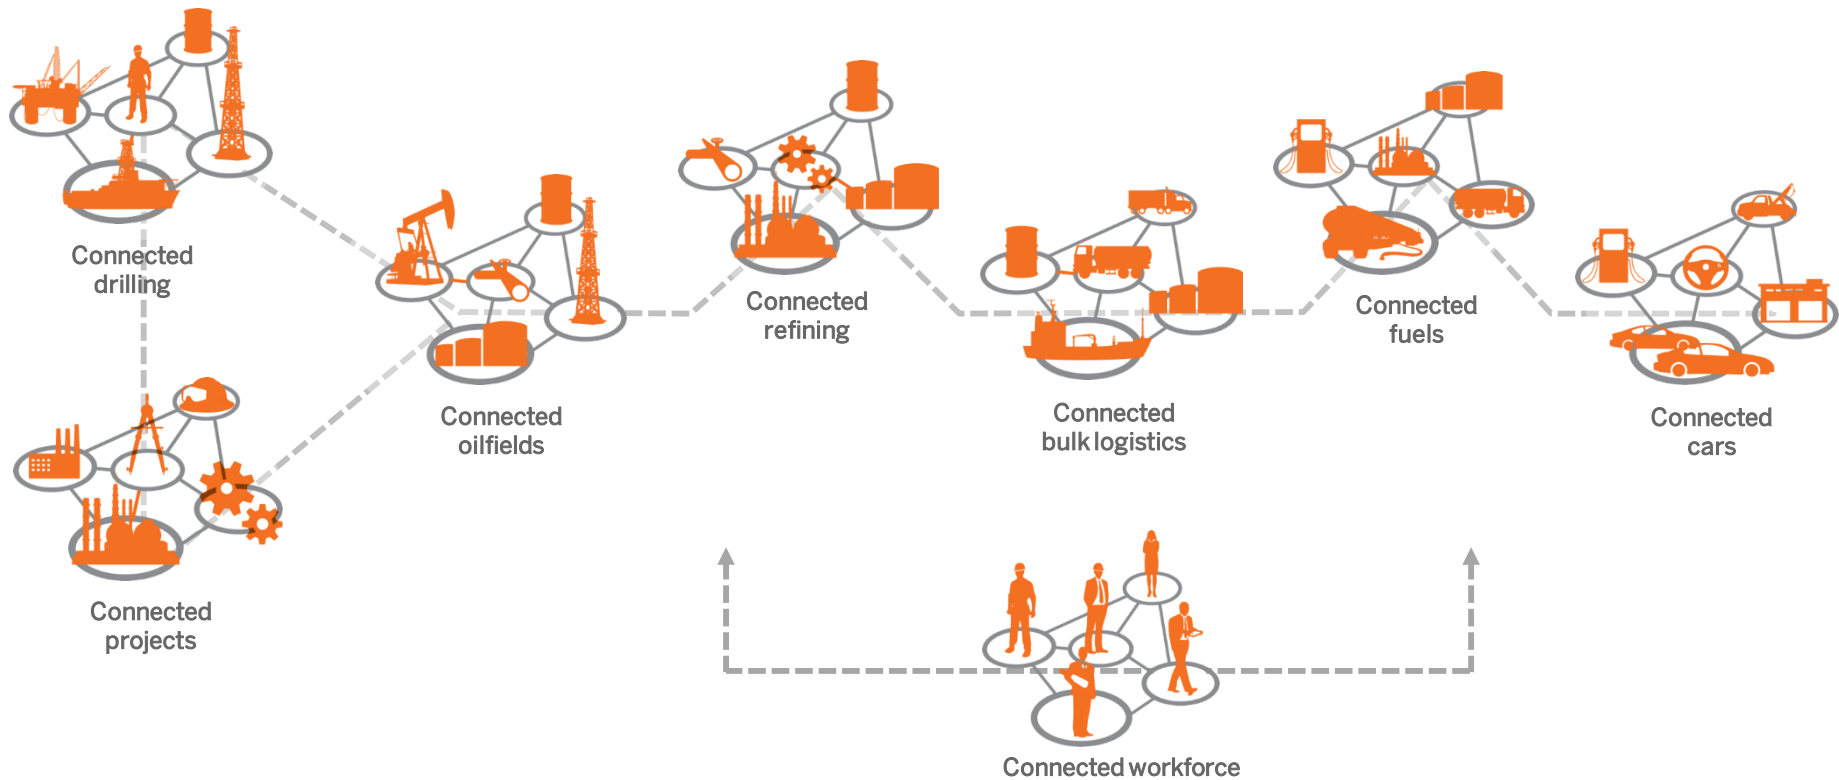 Connected
drilling
Connected
projects
Connected
oilfields
Connected
refining
Connected
bulk logistics
Connected
fuels
Connected
cars
Connected workforce